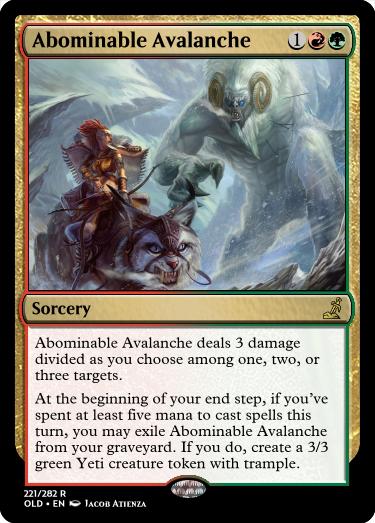 Abominable Avalanche 1
Sorcery
Abominable Avalanche deals 3 damage
divided as you choose among one, two, or
three targets.
At the beginning of your end step, if you've
spent at least five mana to cast spells this
turn, you may exile Abominable Avalanche
from your graveyard. If you do, create a 3/3
green Yeti creature token with trample.
221/282 R
OLD • EN Jacob Atienza